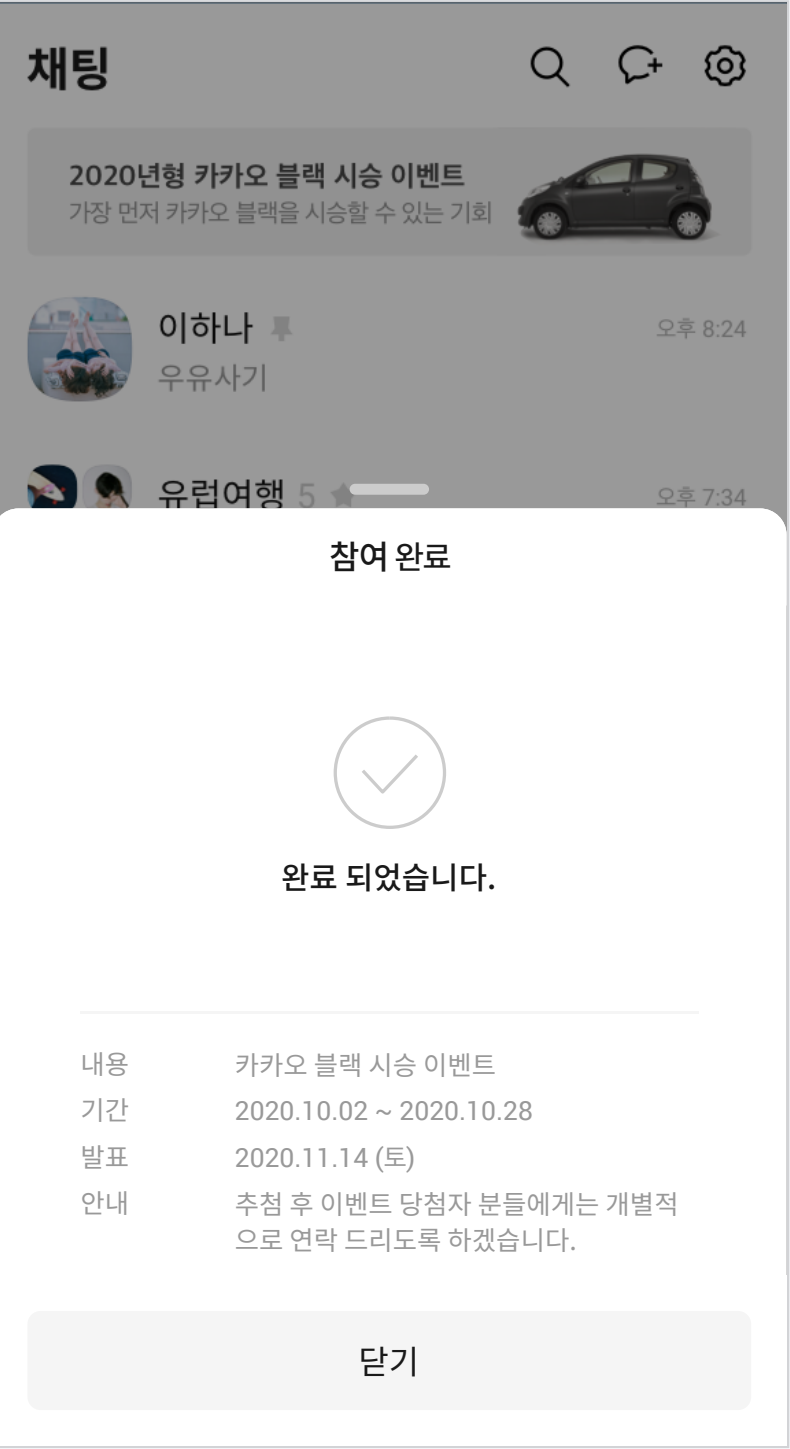 채팅
2020년형 카카오 블랙 시승 이벤트
가장 먼저 카카오 블랙을 시승할 수 있는 기회
이하나
오후 8:24
우유사기
유럽여행 5
오후 7:34
참여 완료
완료 되었습니다.
내용 카카오 블랙 시승 이벤트
기간 2020.10.02 ~ 2020.10.28
발표 2020.11.14 (토)
안내 추첨 후 이벤트 당첨자 분들에게는 개별적
으로 연락 드리도록 하겠습니다.
닫기